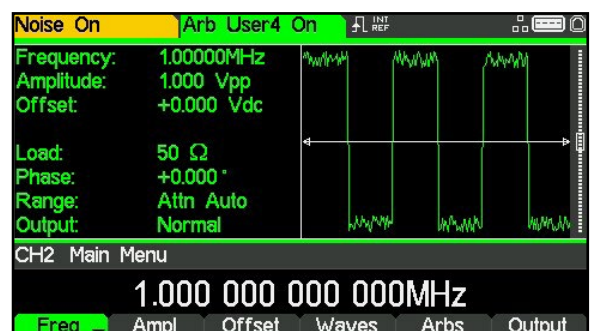 Noise On
Arb User4 On
INT REF
Frequency: 1.00000MHz
Amplitude: 1.000 Vpp
Offset: +0.000 Vdc
Load: 50 Ω
Phase: +0.000 °
Range: Attn Auto
Output: Normal
CH2 Main Menu
1.000 000 000 000MHz
Freq Ampl Offset Waves Arbs Output